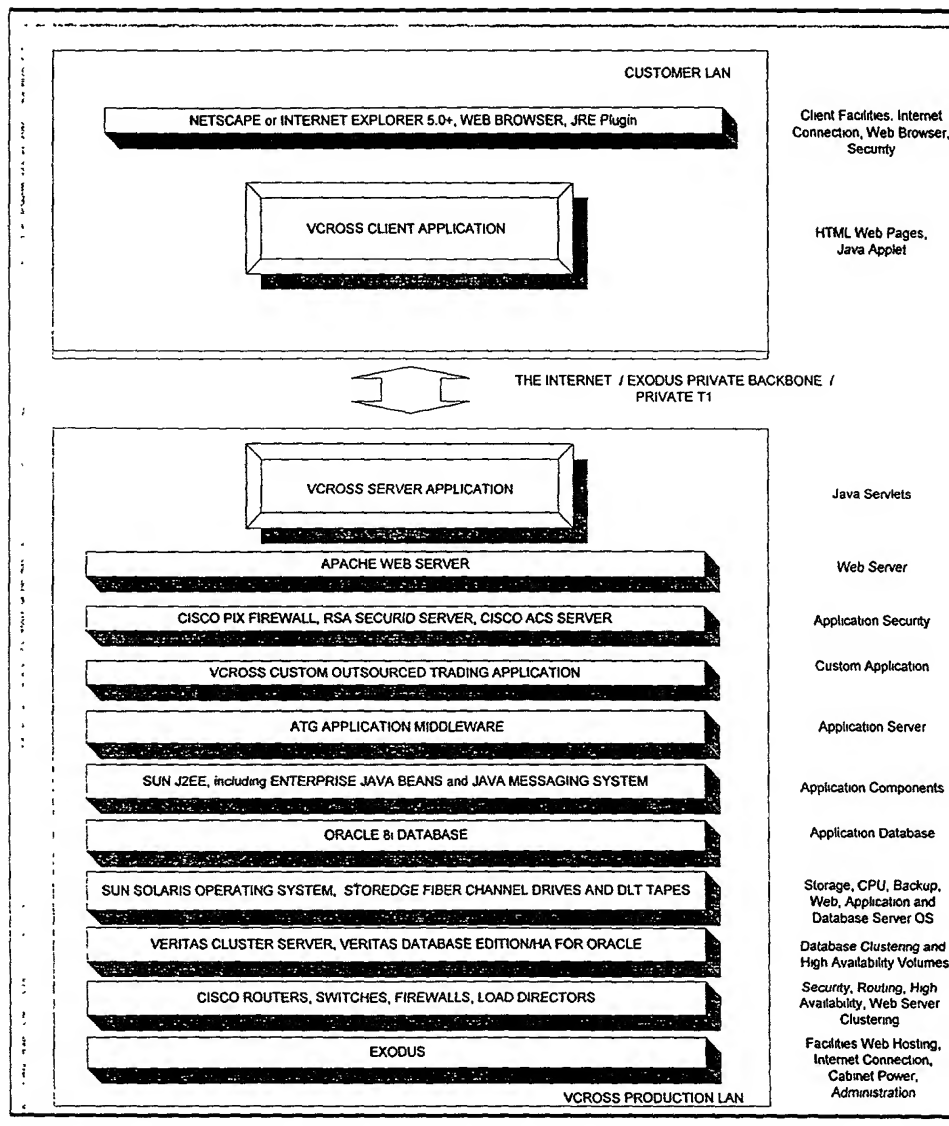 CUSTOMER LAN
NETSCAPE or INTERNET EXPLORER 5.0+, WEB BROWSER, JRE Plugin
Client Facilities. Internet
Connection, Web Browser,
Security
VCROSS CLIENT APPLICATION
HTML Web Pages,
Java Applet
THE INTERNET / EXODUS PRIVATE BACKBONE /
PRIVATE T1
VCROSS SERVER APPLICATION
Java Servlets
APACHE WEB SERVER
Web Server
CISCO PIX FIREWALL, RSA SECURID SERVER, CISCO ACS SERVER
Application Security
VCROSS CUSTOM OUTSOURCED TRADING APPLICATION
Custom Application
ATG APPLICATION MIDDLEWARE
Application Server
SUN J2EE, including ENTERPRISE JAVA BEANS and JAVA MESSAGING SYSTEM
Application Components
ORACLE 8i DATABASE
Application Database
SUN SOLARIS OPERATING SYSTEM, STOREDGE FIBER CHANNEL DRIVES AND DLT TAPES
Storage, CPU, Backup,
Web, Application and
Database Server OS
VERITAS CLUSTER SERVER, VERITAS DATABASE EDITION/HA FOR ORACLE
Database Clustering and
High Availability Volumes
CISCO ROUTERS, SWITCHES, FIREWALLS, LOAD DIRECTORS
Security, Routing, High
Availability, Web Server
Clustering
EXODUS
Facilities Web Hosting,
Internet Connection,
Cabinet Power,
Administration
VCROSS PRODUCTION LAN